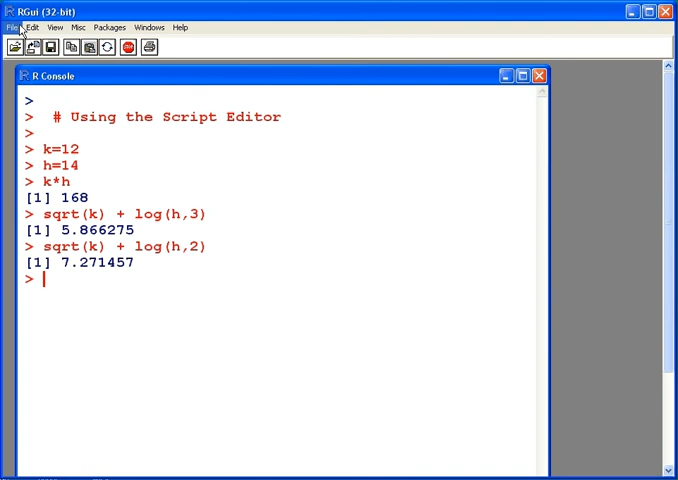 RGui (32-bit)
File Edit View Misc Packages Windows Help
R Console
>
> # Using the Script Editor
>
> k=12
> h=14
> k*h
[1] 168
> sqrt(k) + log(h,3)
[1] 5.866275
> sqrt(k) + log(h,2)
[1] 7.271457
>